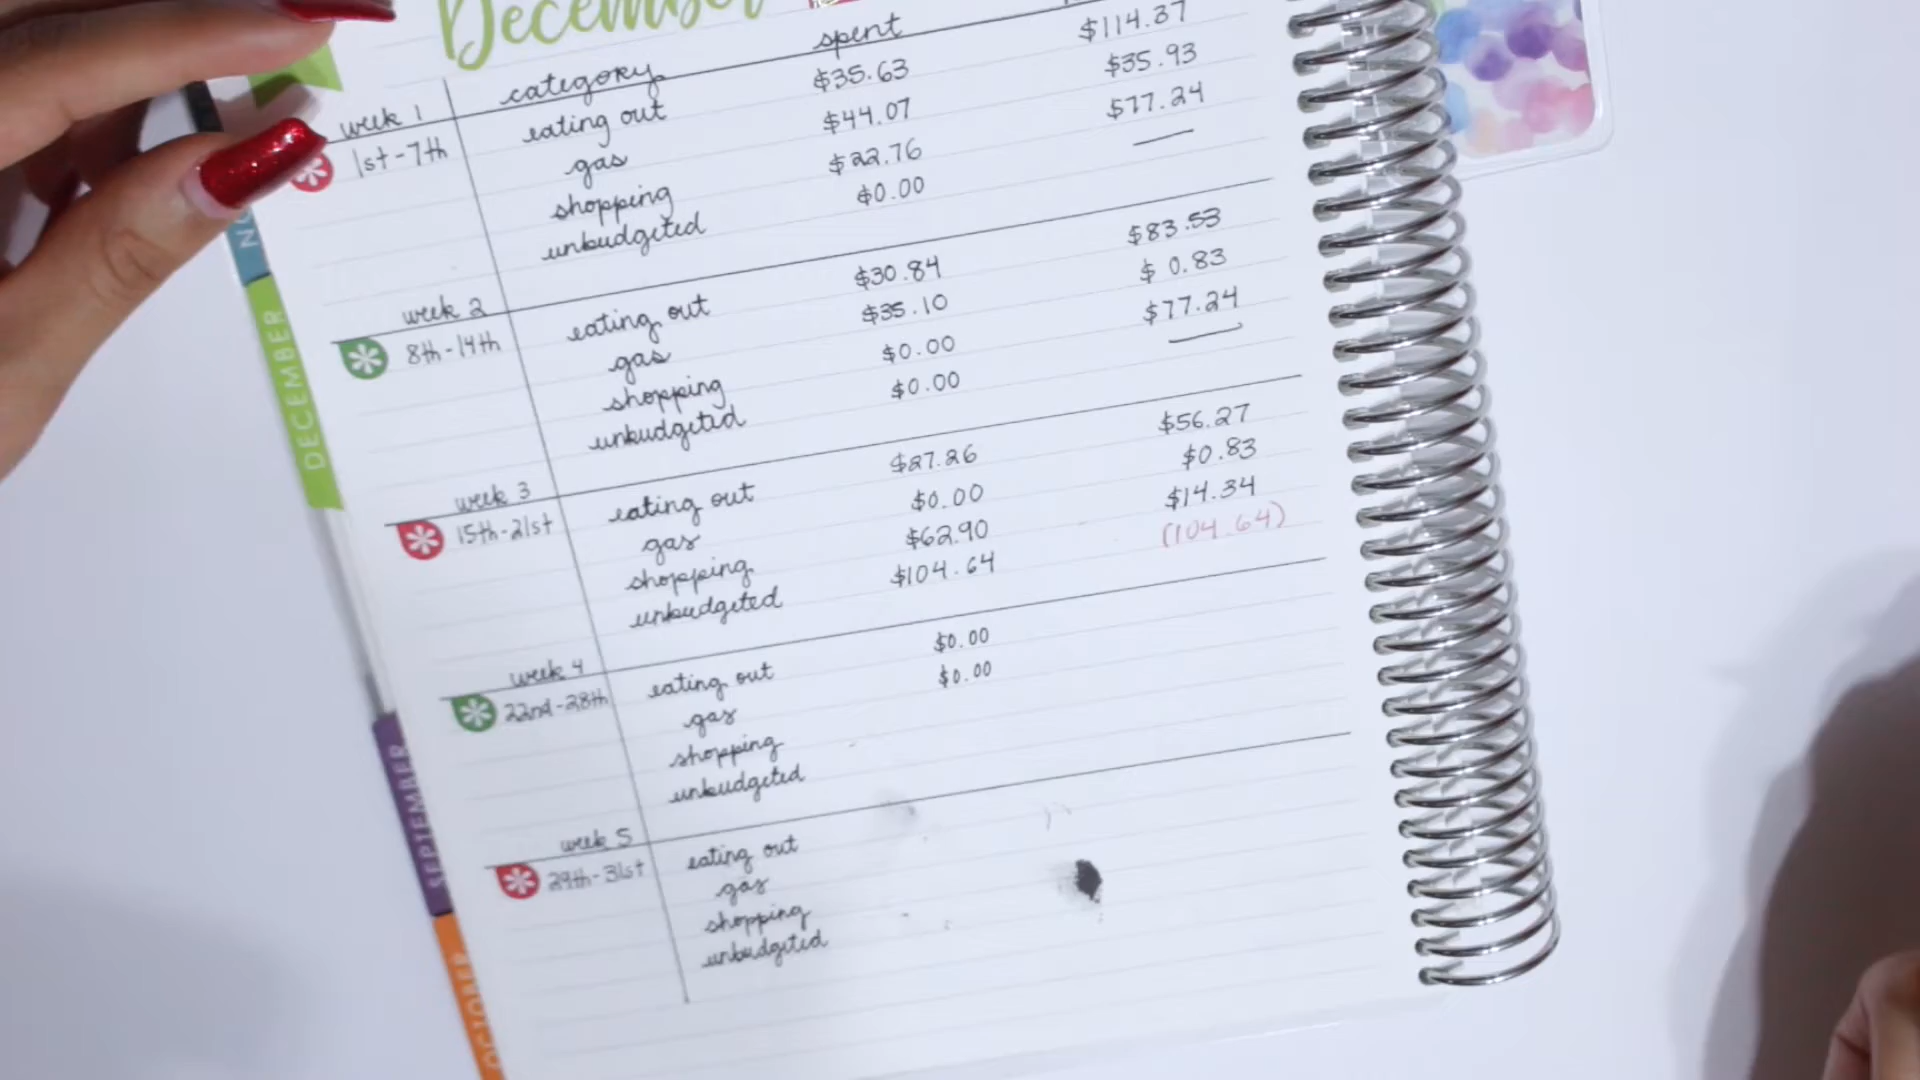 December
category spent
week 1 eating out $35.63 $114.37
1st-7th gas $44.07 $35.93
shopping $22.76 $77.24
unbudgeted $0.00 —
week 2 eating out $30.84 $83.53
8th-14th gas $35.10 $0.83
shopping $0.00 $77.24
unbudgeted $0.00 —
week 3 eating out $27.26 $56.27
15th-21st gas $0.00 $0.83
shopping $62.90 $14.34
unbudgeted $104.64 (104.64)
week 4 eating out $0.00
22nd-28th gas $0.00
shopping
unbudgeted
week 5 eating out
29th-31st gas
shopping
unbudgeted
DECEMBER
SEPTEMBER
OCTOBER